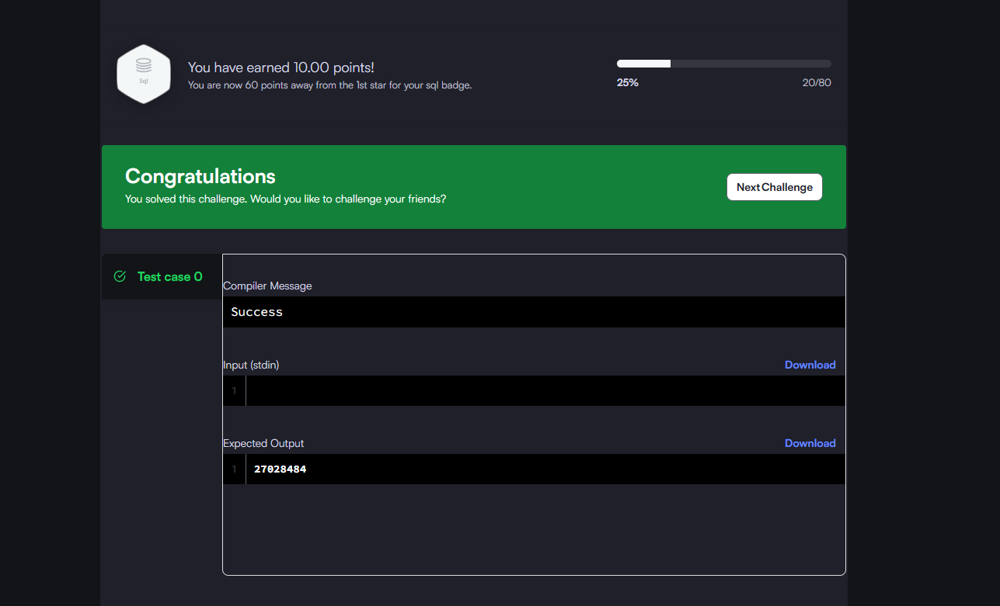 Sql
You have earned 10.00 points!
You are now 60 points away from the 1st star for your sql badge.
25%
20/80
Congratulations
You solved this challenge. Would you like to challenge your friends?
Next Challenge
Test case 0
Compiler Message
Success
Input (stdin)
Download
1
Expected Output
Download
1
27028484